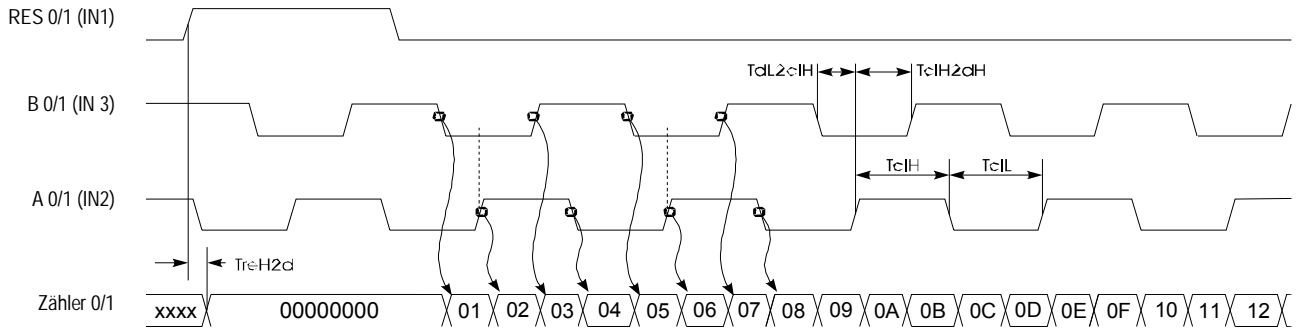 RES 0/1 (IN1)
TdL2clH TclH2dH
B 0/1 (IN 3)
TclH TclL
A 0/1 (IN2)
TreH2d
Zähler 0/1 xxxx 00000000 01 02 03 04 05 06 07 08 09 0A 0B 0C 0D 0E 0F 10 11 12